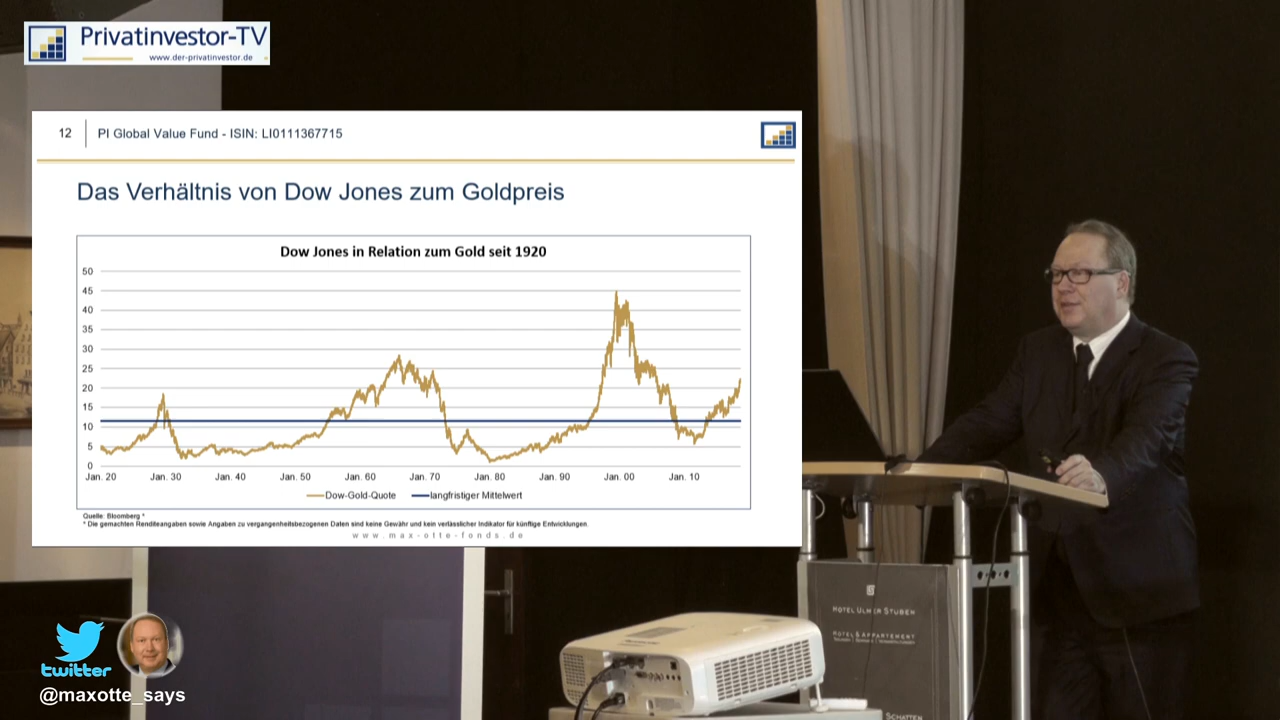 Privatinvestor-TV
www.der-privatinvestor.de
12 PI Global Value Fund - ISIN: LI0111367715
Das Verhältnis von Dow Jones zum Goldpreis
Dow Jones in Relation zum Gold seit 1920
50
45
40
35
30
25
20
15
10
5
0
Jan. 20 Jan. 30 Jan. 40 Jan. 50 Jan. 60 Jan. 70 Jan. 80 Jan. 90 Jan. 00 Jan. 10
Dow-Gold-Quote langfristiger Mittelwert
Quelle: Bloomberg *
* Die gemachten Renditeangaben sowie Angaben zu vergangenheitsbezogenen Daten sind keine Gewähr und kein verlässlicher Indikator für künftige Entwicklungen.
www.max-otte-fonds.de
HOTEL ULMER STUBEN
HOTEL & APPARTEMENT
SCHATTEN
twitter
@maxotte_says